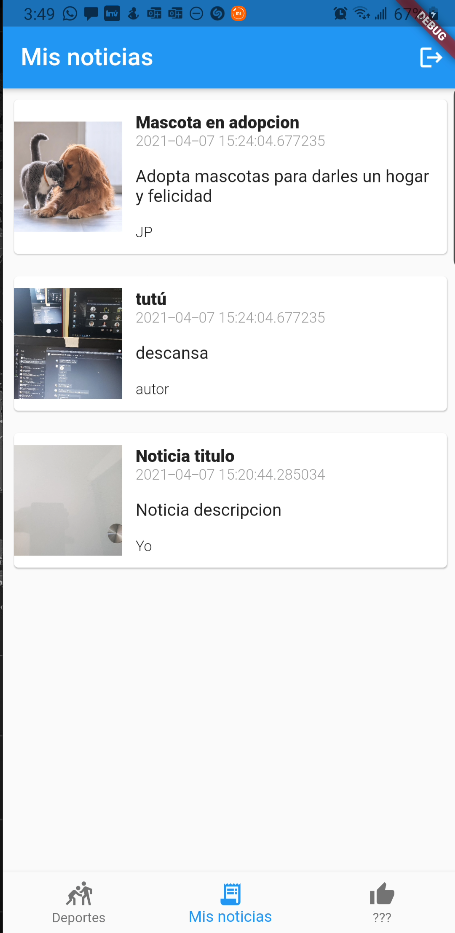 3:49
67%
DEBUG
Mis noticias
Mascota en adopcion
2021-04-07 15:24:04.677235
Adopta mascotas para darles un hogar
y felicidad
JP
tutú
2021-04-07 15:24:04.677235
descansa
autor
Noticia titulo
2021-04-07 15:20:44.285034
Noticia descripcion
Yo
Deportes
Mis noticias
???